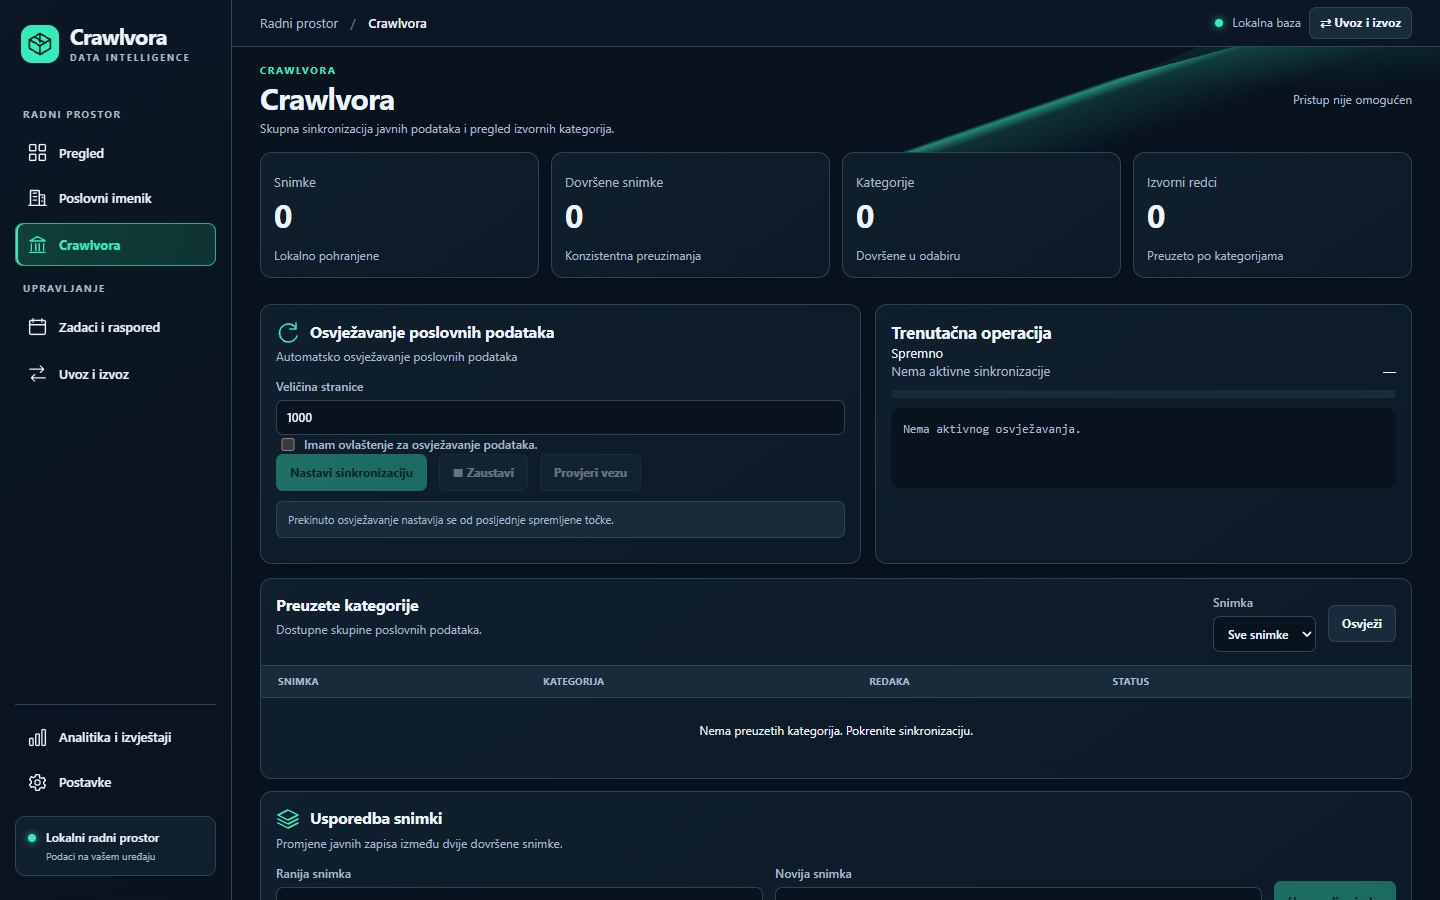 Crawlvora
DATA INTELLIGENCE
RADNI PROSTOR
Pregled
Poslovni imenik
Crawlvora
UPRAVLJANJE
Zadaci i raspored
Uvoz i izvoz
Analitika i izvještaji
Postavke
Lokalni radni prostor
Podaci na vašem uređaju
Radni prostor / Crawlvora
Lokalna baza
⇄ Uvoz i izvoz
CRAWLVORA
Crawlvora
Skupna sinkronizacija javnih podataka i pregled izvornih kategorija.
Pristup nije omogućen
Snimke
0
Lokalno pohranjene
Dovršene snimke
0
Konzistentna preuzimanja
Kategorije
0
Dovršene u odabiru
Izvorni redci
0
Preuzeto po kategorijama
Osvježavanje poslovnih podataka
Automatsko osvježavanje poslovnih podataka
Veličina stranice
1000
Imam ovlaštenje za osvježavanje podataka.
Nastavi sinkronizaciju
■ Zaustavi
Provjeri vezu
Prekinuto osvježavanje nastavlja se od posljednje spremljene točke.
Trenutačna operacija
Spremno
Nema aktivne sinkronizacije —
Nema aktivnog osvježavanja.
Preuzete kategorije
Dostupne skupine poslovnih podataka.
Snimka
Sve snimke
Osvježi
SNIMKA KATEGORIJA REDAKA STATUS
Nema preuzetih kategorija. Pokrenite sinkronizaciju.
Usporedba snimki
Promjene javnih zapisa između dvije dovršene snimke.
Ranija snimka
Novija snimka